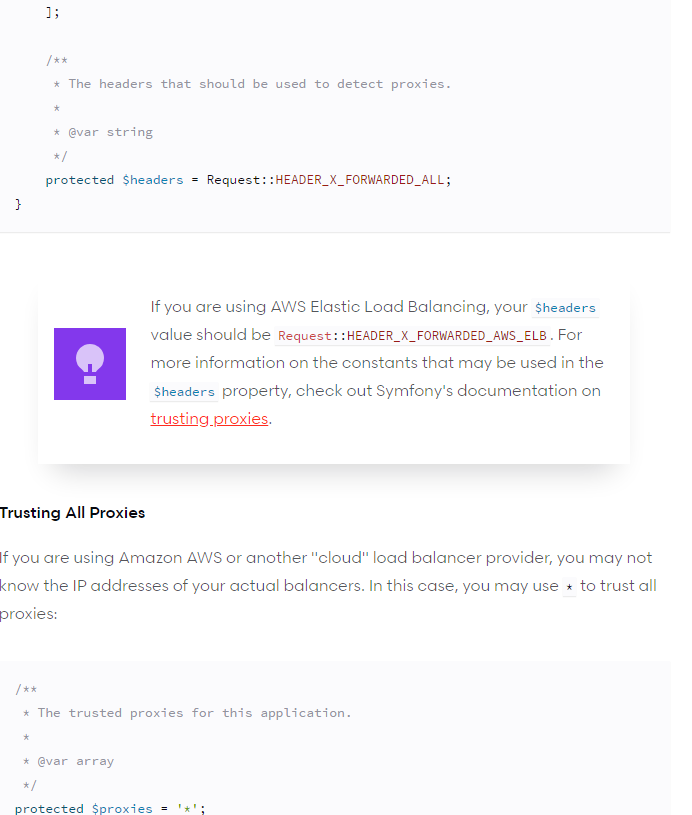 ];
/**
* The headers that should be used to detect proxies.
*
* @var string
*/
protected $headers = Request::HEADER_X_FORWARDED_ALL;
}
If you are using AWS Elastic Load Balancing, your $headers
value should be Request::HEADER_X_FORWARDED_AWS_ELB. For
more information on the constants that may be used in the
$headers property, check out Symfony's documentation on
trusting proxies.
Trusting All Proxies
If you are using Amazon AWS or another "cloud" load balancer provider, you may not
know the IP addresses of your actual balancers. In this case, you may use * to trust all
proxies:
/**
* The trusted proxies for this application.
*
* @var array
*/
protected $proxies = '*';